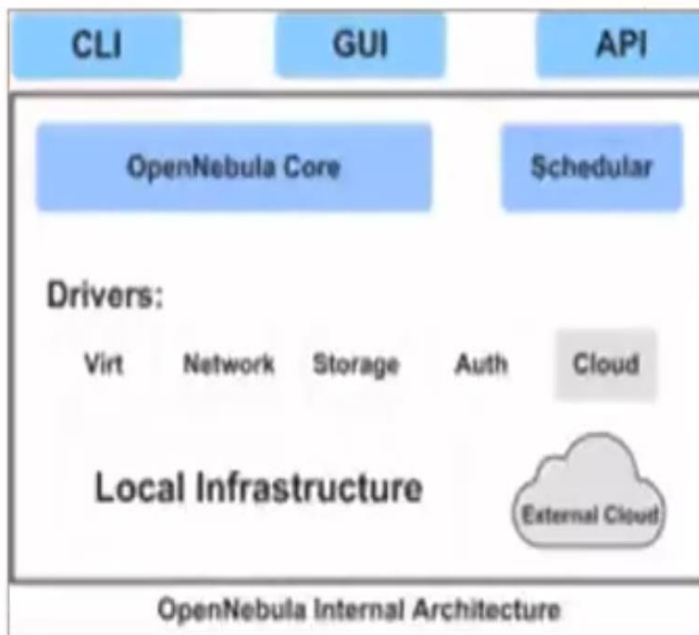 CLI GUI API
OpenNebula Core Schedular
Drivers:
Virt Network Storage Auth Cloud
Local Infrastructure
External Cloud
OpenNebula Internal Architecture